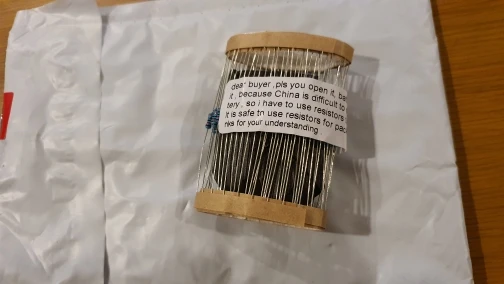 dear buyer ,pls you open it, ba
it , because China is difficult to
tery , so i have to use resistors
It is safe to use resistors for pac
nks for your understanding